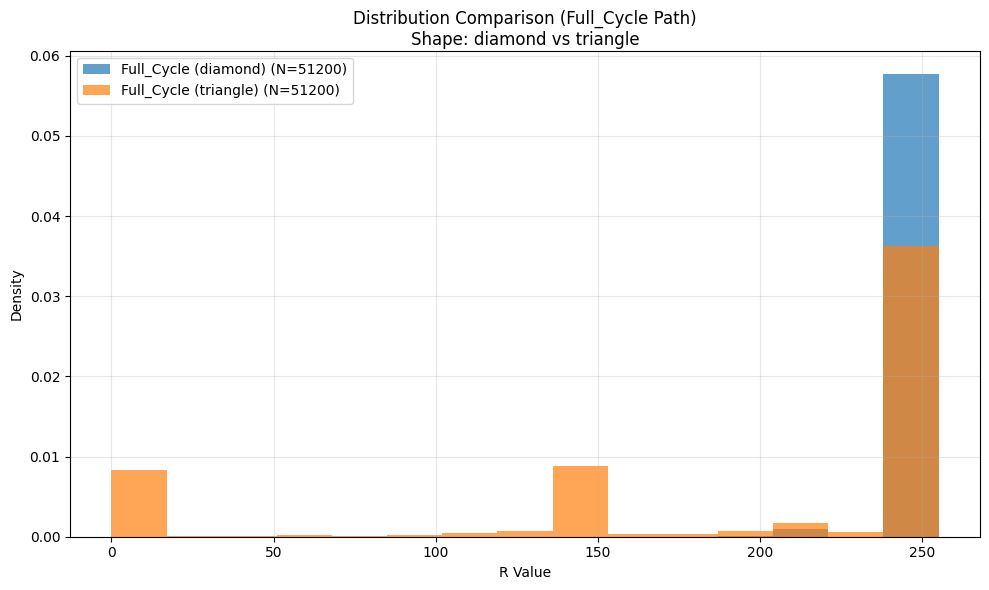 Distribution Comparison (Full_Cycle Path)
Shape: diamond vs triangle
Full_Cycle (diamond) (N=51200)
Full_Cycle (triangle) (N=51200)
0.06
0.05
0.04
0.03
0.02
0.01
0.00
Density
0 50 100 150 200 250
R Value